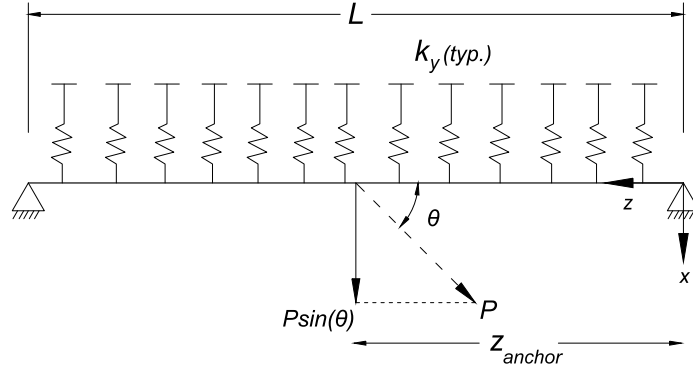 L
k_y (typ.)
z
θ
x
P
Psin(θ)
z_anchor